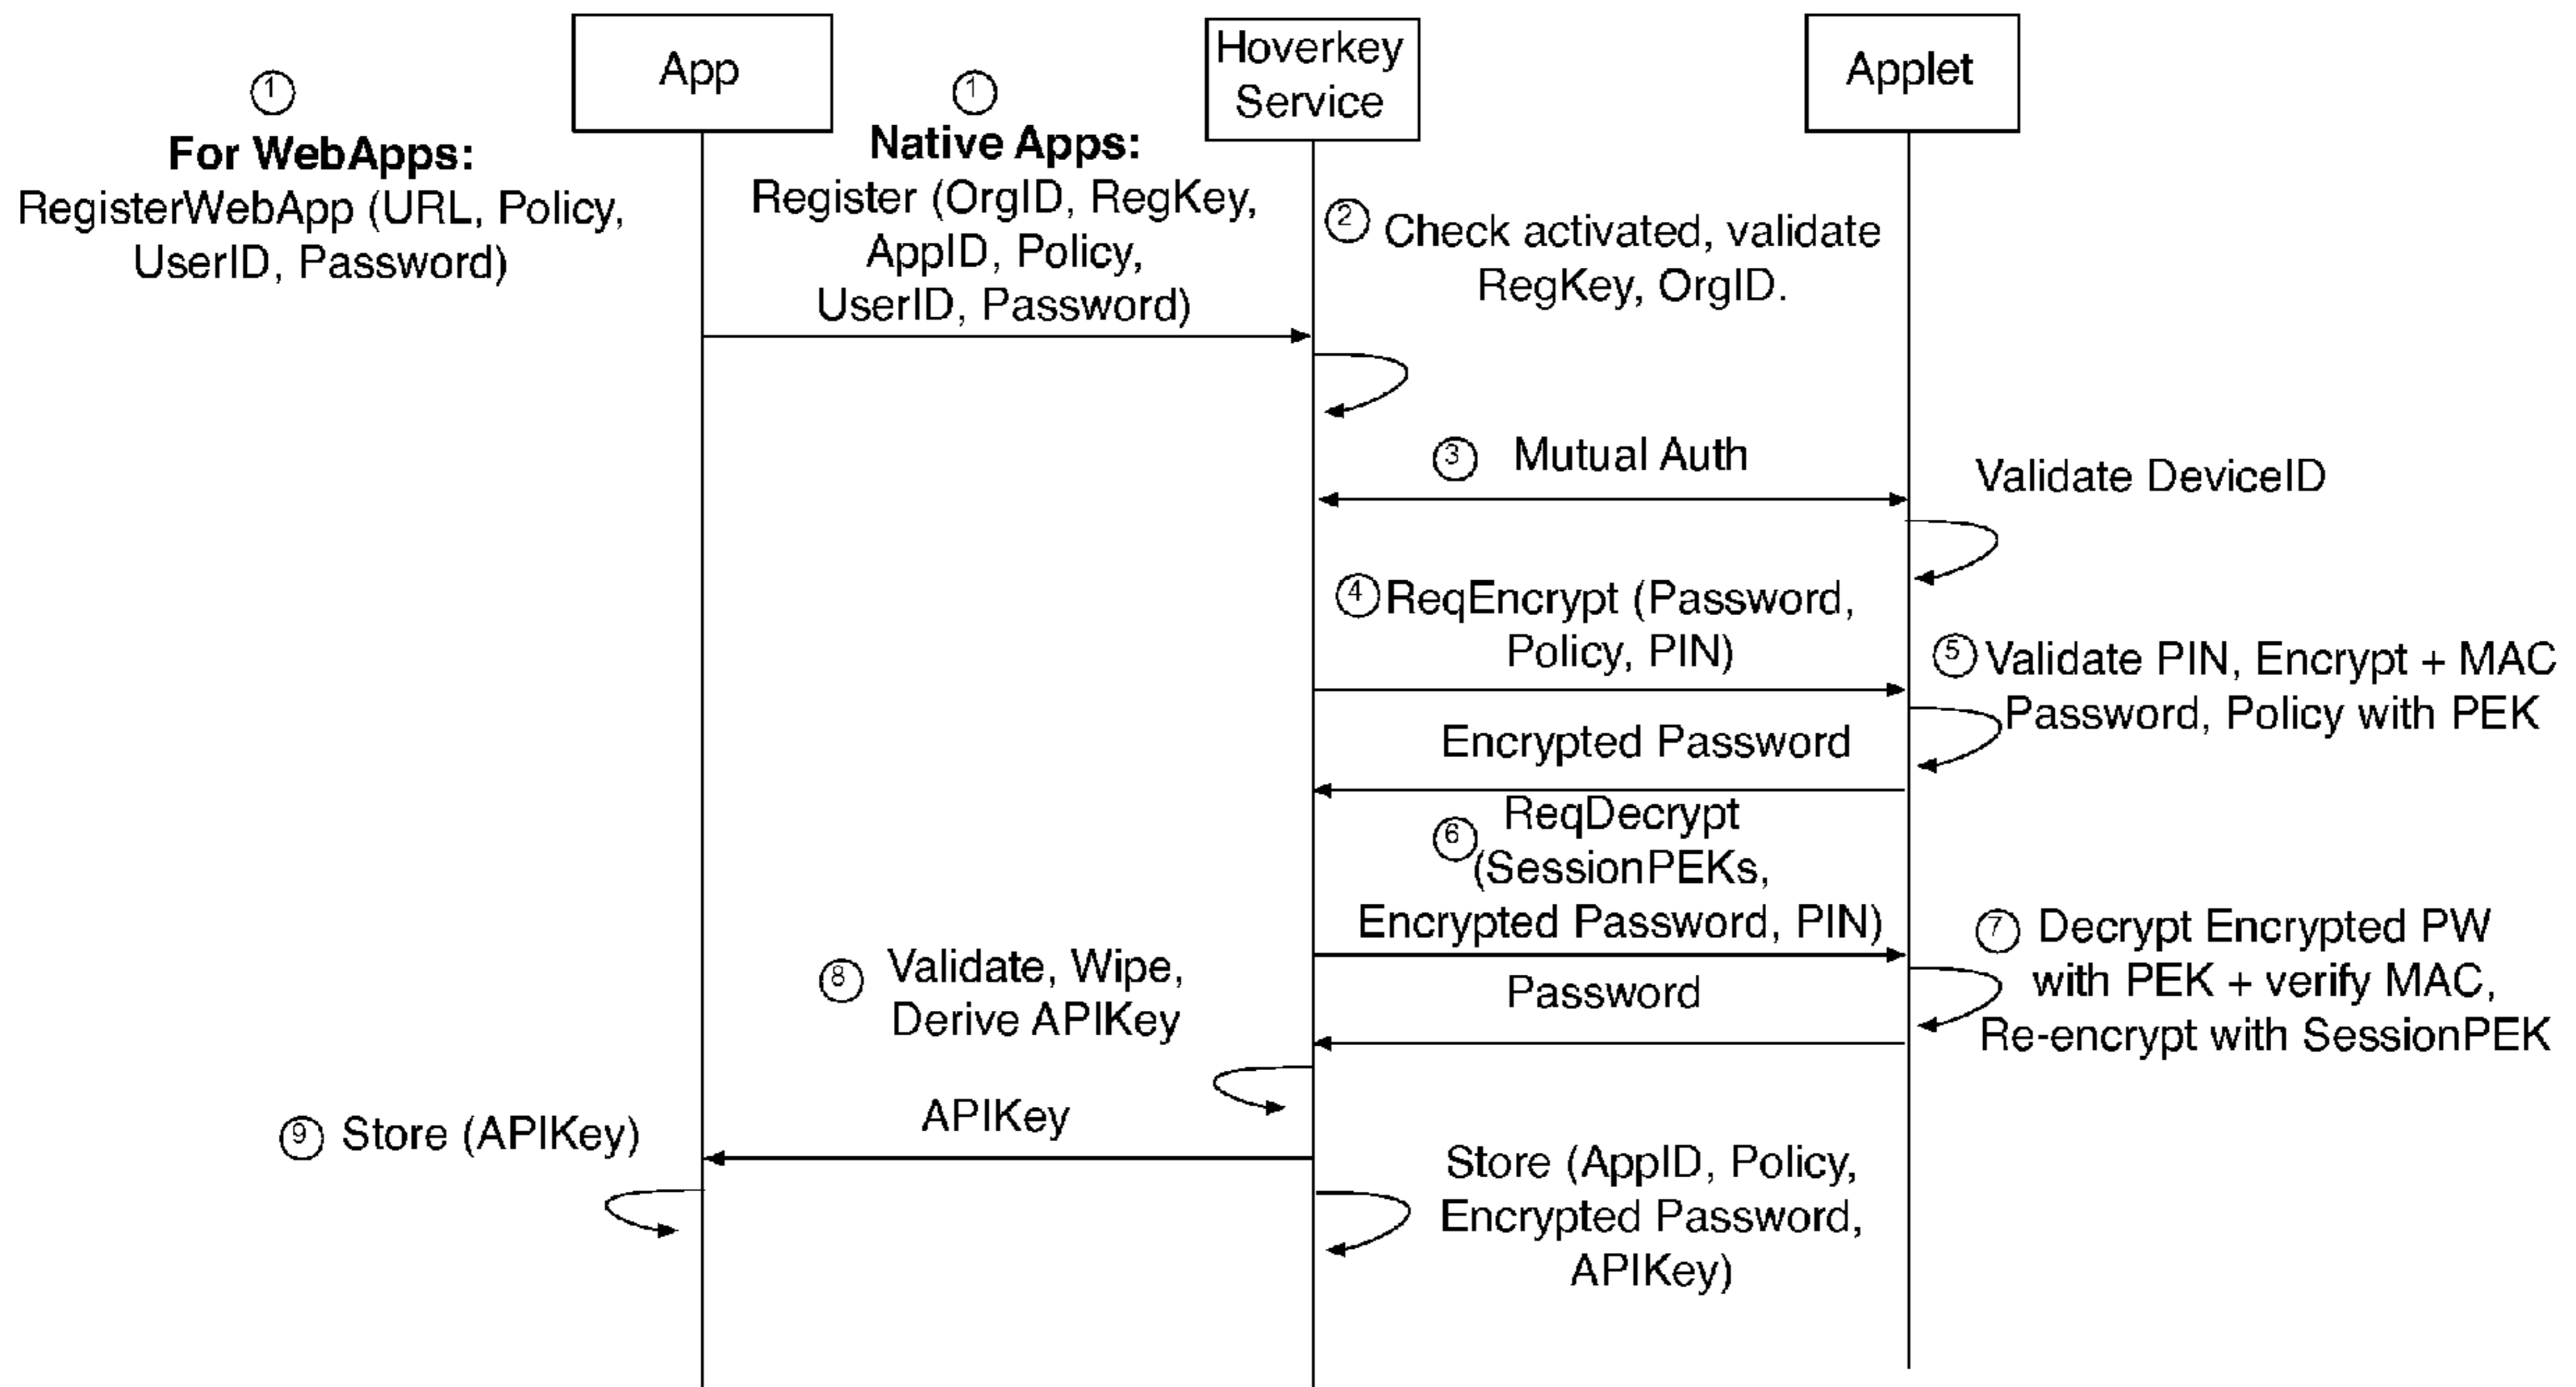 App
Hoverkey
Service
Applet
1
For WebApps:
RegisterWebApp (URL, Policy,
UserID, Password)
1
Native Apps:
Register (OrgID, RegKey,
AppID, Policy,
UserID, Password)
2 Check activated, validate
RegKey, OrgID.
3 Mutual Auth
Validate DeviceID
4 ReqEncrypt (Password,
Policy, PIN)
5 Validate PIN, Encrypt + MAC
Password, Policy with PEK
Encrypted Password
6 ReqDecrypt
(SessionPEKs,
Encrypted Password, PIN)
7 Decrypt Encrypted PW
with PEK + verify MAC,
Re-encrypt with SessionPEK
Password
8 Validate, Wipe,
Derive APIKey
APIKey
9 Store (APIKey)
Store (AppID, Policy,
Encrypted Password,
APIKey)